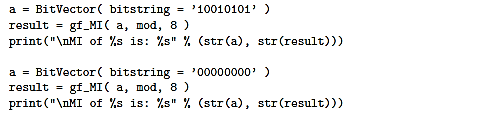 a = BitVector( bitstring = ’10010101’ )
result = gf_MI( a, mod, 8 )
print("\nMI of %s is: %s" % (str(a), str(result)))
a = BitVector( bitstring = ’00000000’ )
result = gf_MI( a, mod, 8 )
print("\nMI of %s is: %s" % (str(a), str(result)))